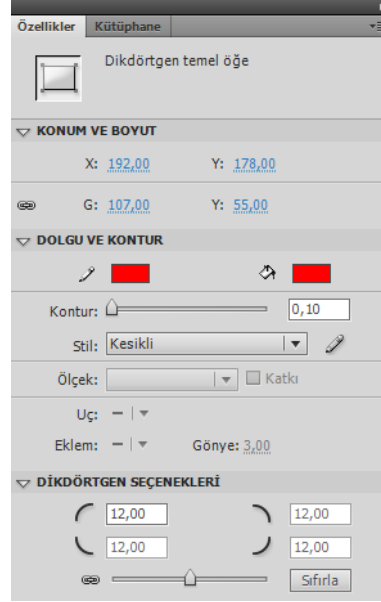 Özellikler Kütüphane
Dikdörtgen temel öğe
KONUM VE BOYUT
X: 192,00 Y: 178,00
G: 107,00 Y: 55,00
DOLGU VE KONTUR
Kontur: 0,10
Stil: Kesikli
Ölçek: Katkı
Uç:
Eklem: Gönye: 3,00
DİKDÖRTGEN SEÇENEKLERİ
12,00 12,00
12,00 12,00
Sıfırla